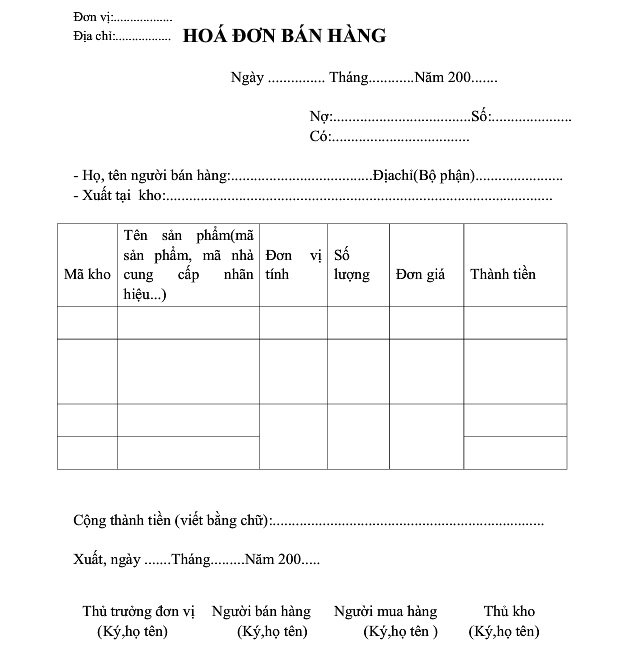 Đơn vị:...................
Địa chỉ:..................
HOÁ ĐƠN BÁN HÀNG
Ngày ............... Tháng............Năm 200.......
Nợ:....................................Số:.....................
Có:....................................
- Họ, tên người bán hàng:.....................................Địachỉ(Bộ phận).......................
- Xuất tại kho:.....................................................................................................
Mã kho
Tên sản phẩm(mã
sản phẩm, mã nhà
cung cấp nhãn
hiệu...)
Đơn vị
tính
Số
lượng
Đơn giá
Thành tiền
Cộng thành tiền (viết bằng chữ):.......................................................................
Xuất, ngày .......Tháng.........Năm 200.....
Thủ trưởng đơn vị Người bán hàng Người mua hàng Thủ kho
(Ký,họ tên) (Ký,họ tên) (Ký,họ tên ) (Ký,họ tên)